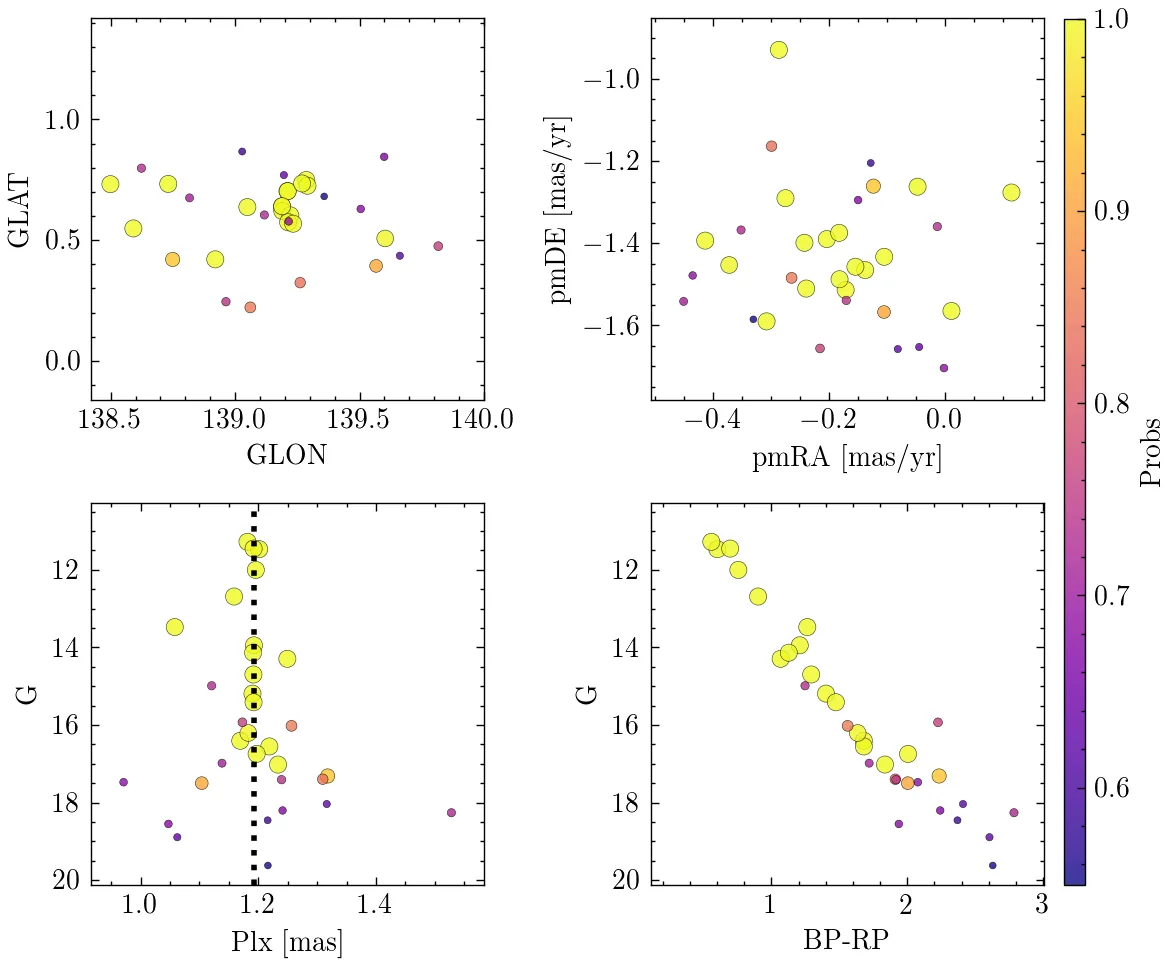 1.0
0.5
0.0
GLAT
138.5 139.0 139.5 140.0
GLON
−1.0
−1.2
−1.4
−1.6
pmDE [mas/yr]
−0.4 −0.2 0.0
pmRA [mas/yr]
1.0
0.9
0.8
0.7
0.6
Probs
12
14
16
18
20
G
1.0 1.2 1.4
Plx [mas]
12
14
16
18
20
G
1 2 3
BP-RP